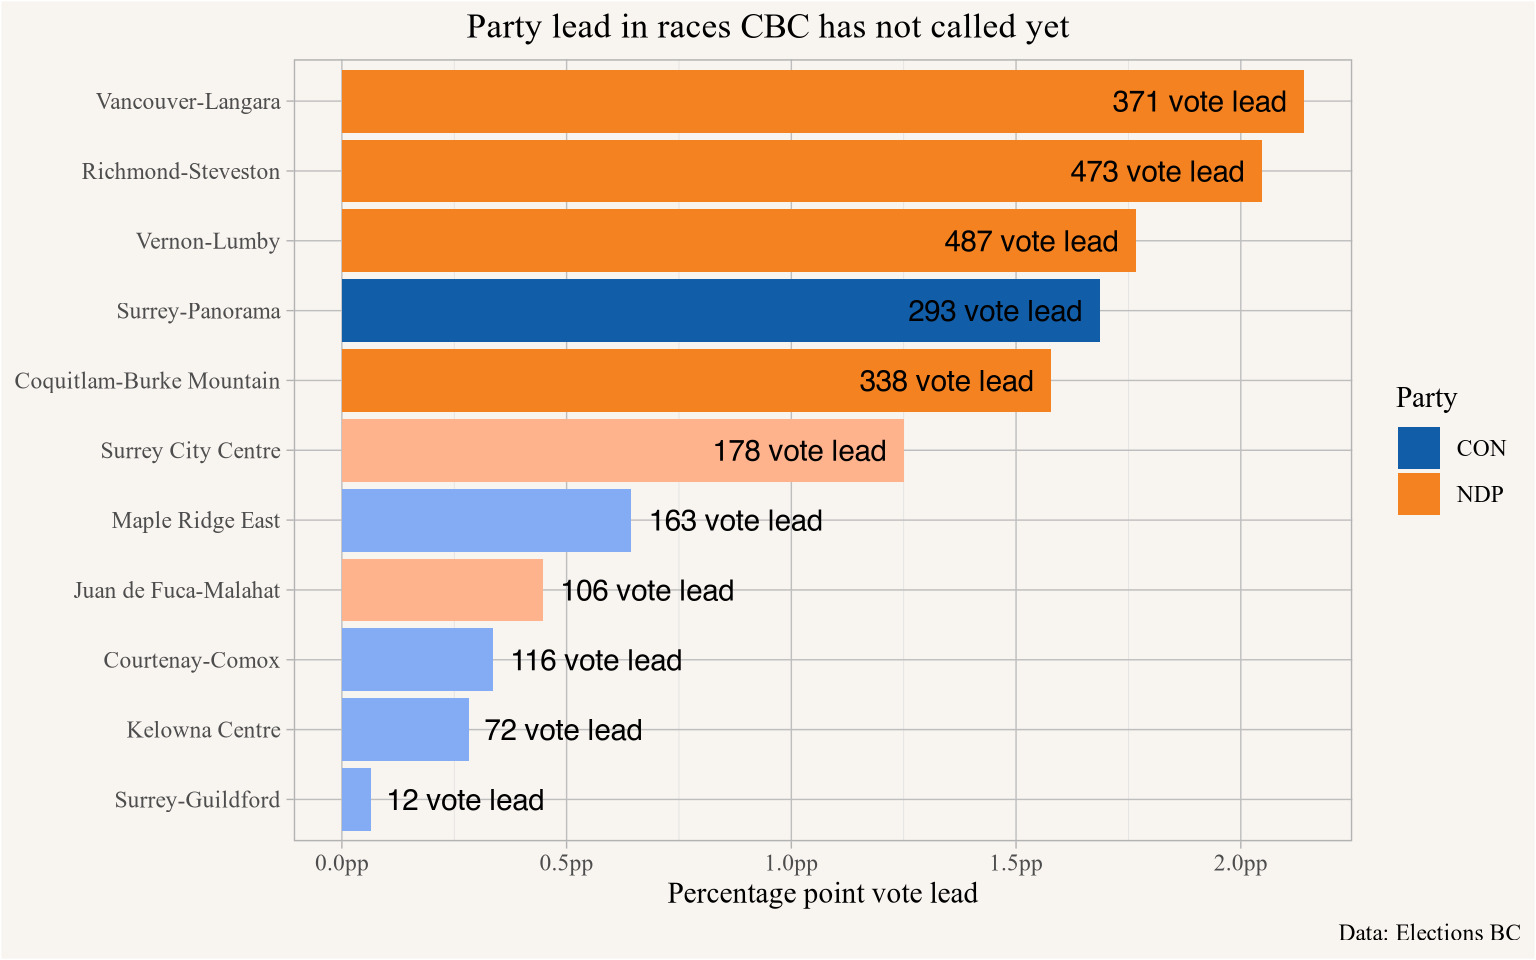 Party lead in races CBC has not called yet
Vancouver-Langara 371 vote lead
Richmond-Steveston 473 vote lead
Vernon-Lumby 487 vote lead
Surrey-Panorama 293 vote lead
Coquitlam-Burke Mountain 338 vote lead
Surrey City Centre 178 vote lead
Maple Ridge East 163 vote lead
Juan de Fuca-Malahat 106 vote lead
Courtenay-Comox 116 vote lead
Kelowna Centre 72 vote lead
Surrey-Guildford 12 vote lead
0.0pp 0.5pp 1.0pp 1.5pp 2.0pp
Percentage point vote lead
Party
CON
NDP
Data: Elections BC